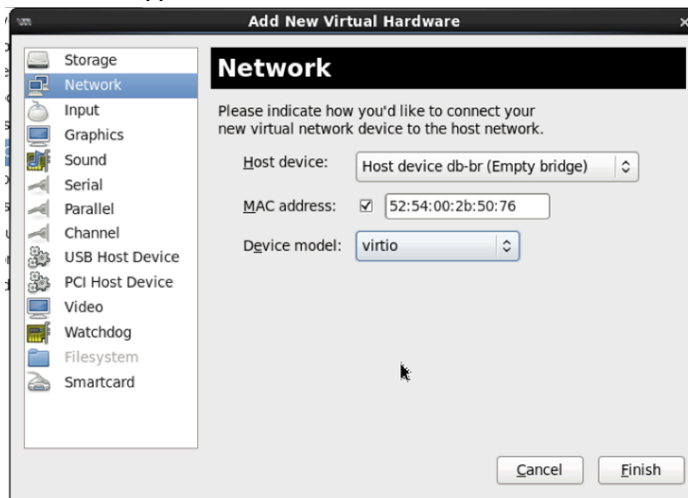 Add New Virtual Hardware
Storage
Network
Input
Graphics
Sound
Serial
Parallel
Channel
USB Host Device
PCI Host Device
Video
Watchdog
Filesystem
Smartcard
Network
Please indicate how you'd like to connect your
new virtual network device to the host network.
Host device: Host device db-br (Empty bridge)
MAC address: 52:54:00:2b:50:76
Device model: virtio
Cancel Finish